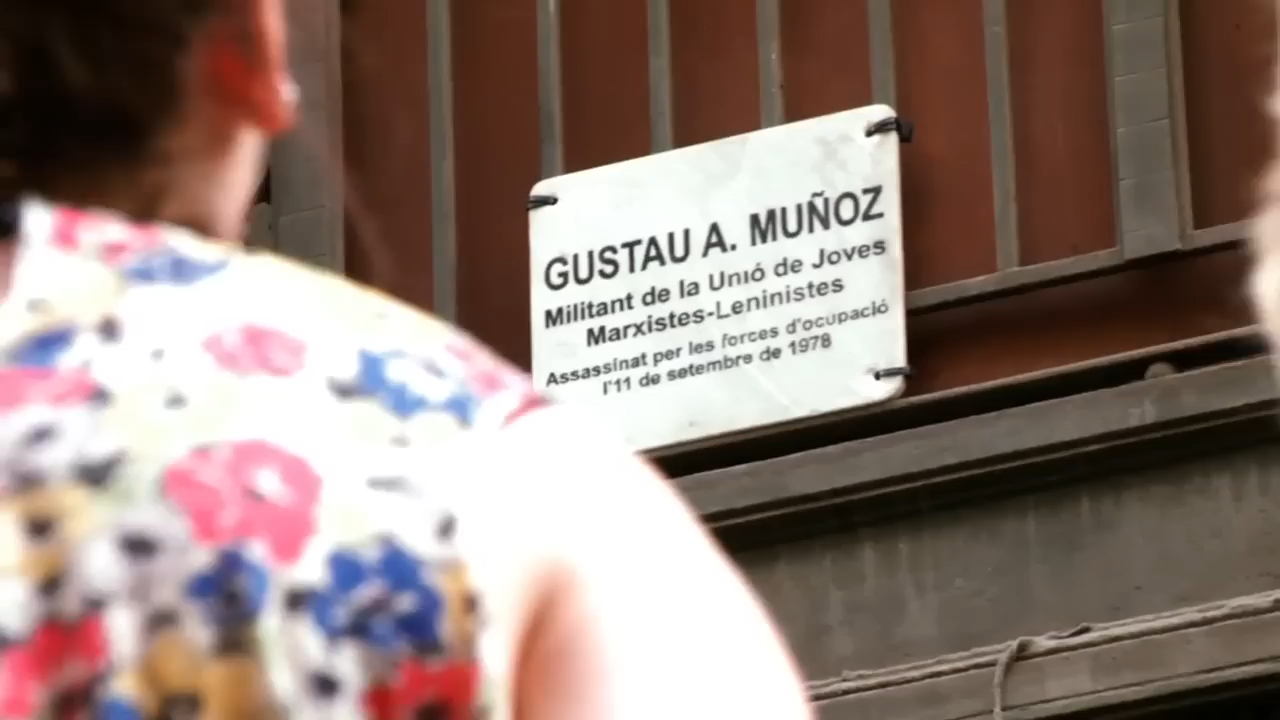 GUSTAU A. MUÑOZ
Militant de la Unió de Joves
Marxistes-Leninistes
Assassinat per les forces d'ocupació
l'11 de setembre de 1978